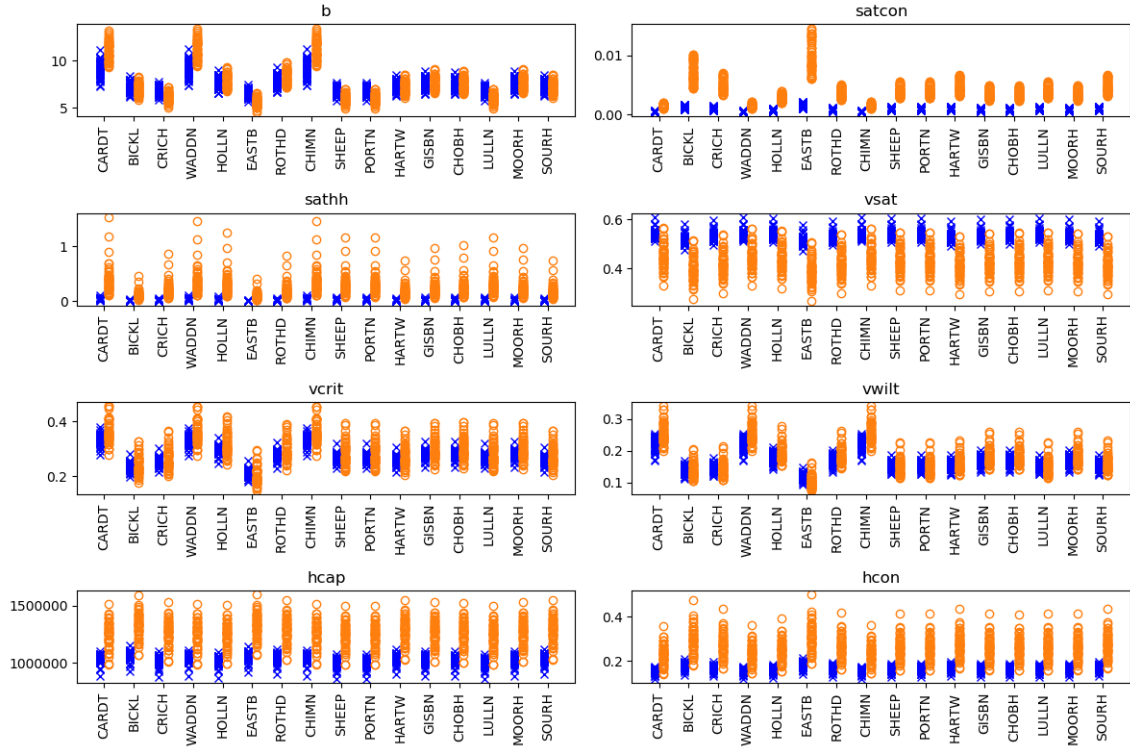 b
10
5
CARDT BICKL CRICH WADDN HOLLN EASTB ROTHD CHIMN SHEEP PORTN HARTW GISBN CHOBH LULLN MOORH SOURH
satcon
0.01
0.00
CARDT BICKL CRICH WADDN HOLLN EASTB ROTHD CHIMN SHEEP PORTN HARTW GISBN CHOBH LULLN MOORH SOURH
sathh
1
0
CARDT BICKL CRICH WADDN HOLLN EASTB ROTHD CHIMN SHEEP PORTN HARTW GISBN CHOBH LULLN MOORH SOURH
vsat
0.6
0.4
CARDT BICKL CRICH WADDN HOLLN EASTB ROTHD CHIMN SHEEP PORTN HARTW GISBN CHOBH LULLN MOORH SOURH
vcrit
0.4
0.2
CARDT BICKL CRICH WADDN HOLLN EASTB ROTHD CHIMN SHEEP PORTN HARTW GISBN CHOBH LULLN MOORH SOURH
vwilt
0.3
0.2
0.1
CARDT BICKL CRICH WADDN HOLLN EASTB ROTHD CHIMN SHEEP PORTN HARTW GISBN CHOBH LULLN MOORH SOURH
hcap
1500000
1000000
CARDT BICKL CRICH WADDN HOLLN EASTB ROTHD CHIMN SHEEP PORTN HARTW GISBN CHOBH LULLN MOORH SOURH
hcon
0.4
0.2
CARDT BICKL CRICH WADDN HOLLN EASTB ROTHD CHIMN SHEEP PORTN HARTW GISBN CHOBH LULLN MOORH SOURH